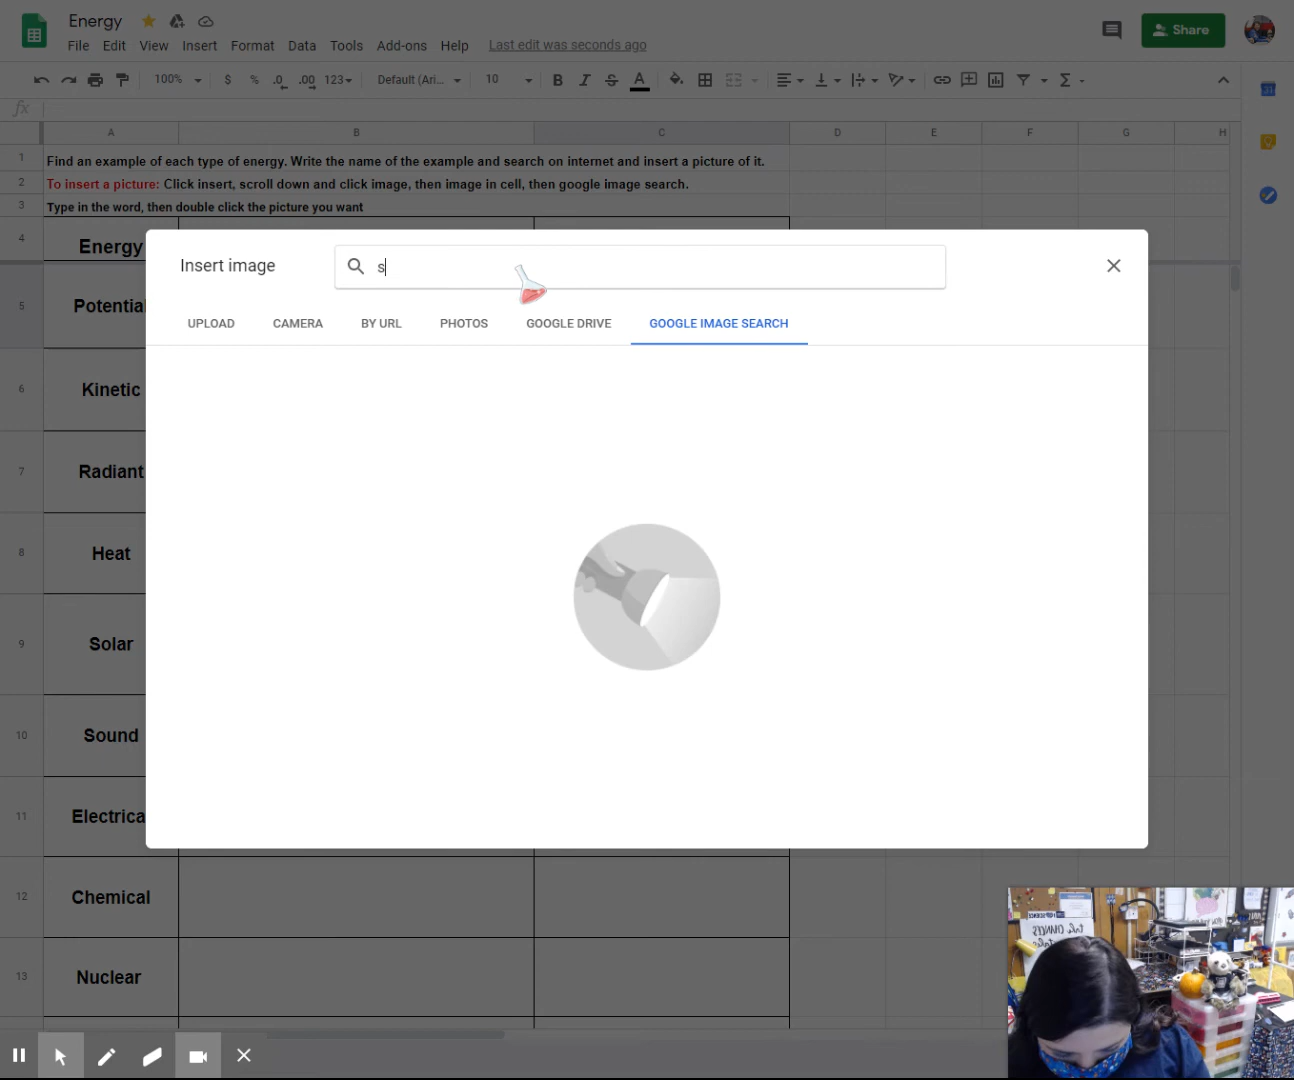 Energy
File Edit View Insert Format Data Tools Add-ons Help Last edit was seconds ago
Share
100% $ % .0 .00 123 Default (Ari... 10 B I S A
fx
A B C D E F G H
1 Find an example of each type of energy. Write the name of the example and search on internet and insert a picture of it.
2 To insert a picture: Click insert, scroll down and click image, then image in cell, then google image search.
3 Type in the word, then double click the picture you want
4 Energy
Insert image s
UPLOAD CAMERA BY URL PHOTOS GOOGLE DRIVE GOOGLE IMAGE SEARCH
5 Potential
6 Kinetic
7 Radiant
8 Heat
9 Solar
10 Sound
11 Electrica
12 Chemical
13 Nuclear